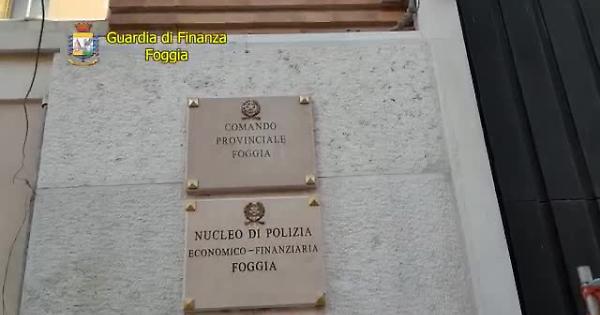 Guardia di Finanza
Foggia
COMANDO
PROVINCIALE
FOGGIA
NUCLEO DI POLIZIA
ECONOMICO-FINANZIARIA
FOGGIA